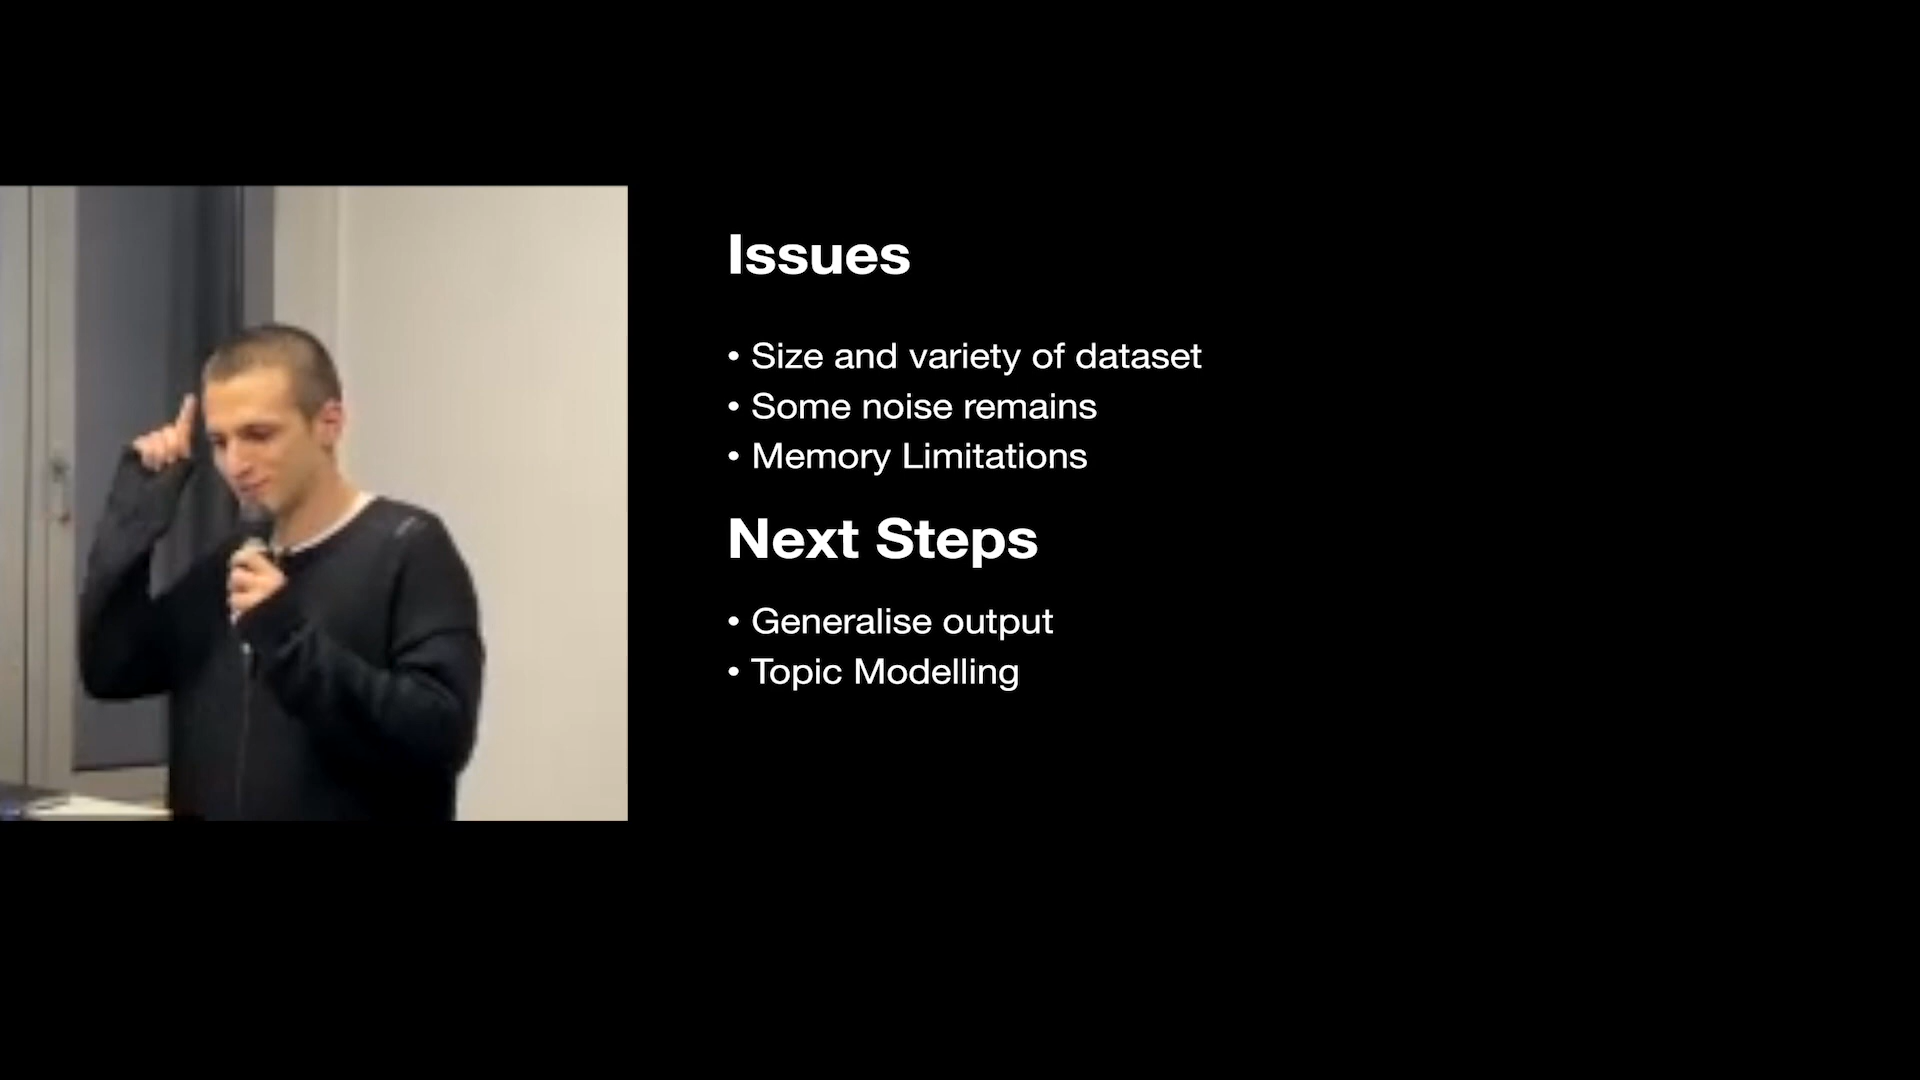 Issues
• Size and variety of dataset
• Some noise remains
• Memory Limitations
Next Steps
• Generalise output
• Topic Modelling